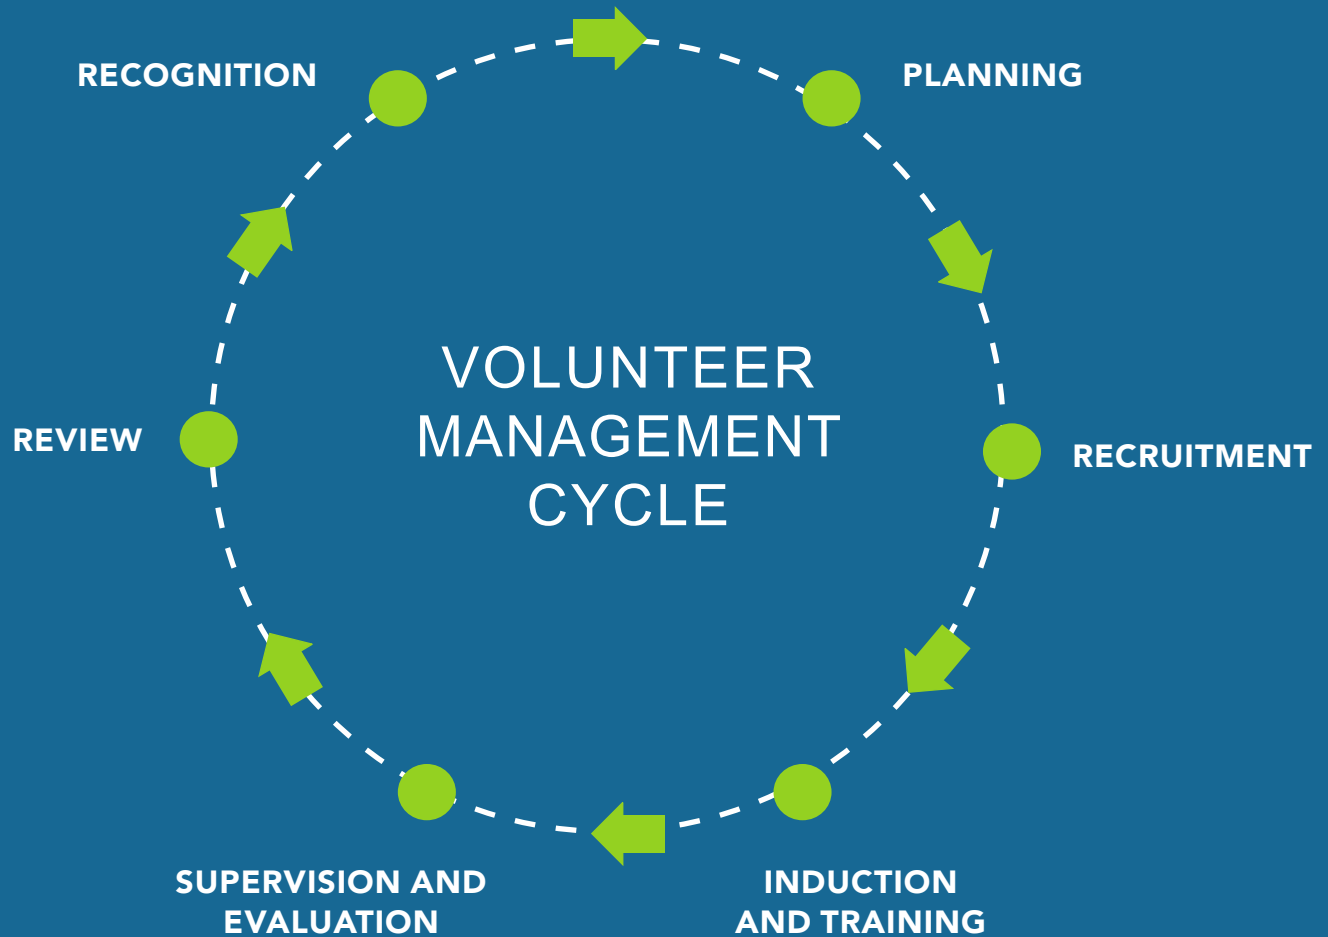 RECOGNITION
PLANNING
VOLUNTEER
MANAGEMENT
CYCLE
REVIEW
RECRUITMENT
SUPERVISION AND
EVALUATION
INDUCTION
AND TRAINING